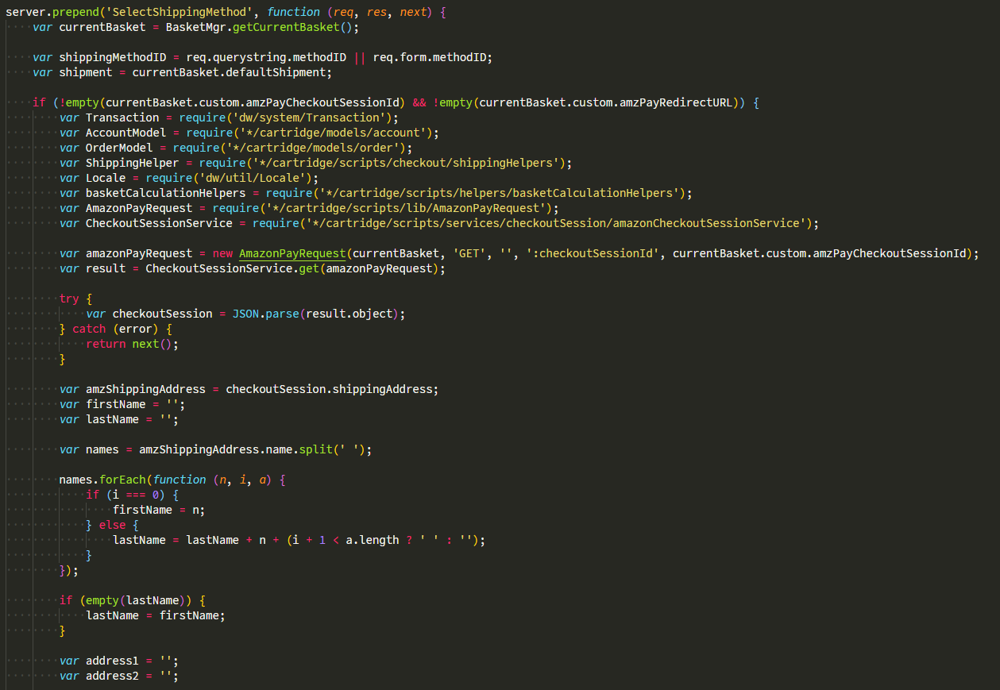 server.prepend('SelectShippingMethod', function (req, res, next) {
    var currentBasket = BasketMgr.getCurrentBasket();

    var shippingMethodID = req.querystring.methodID || req.form.methodID;
    var shipment = currentBasket.defaultShipment;

    if (!empty(currentBasket.custom.amzPayCheckoutSessionId) && !empty(currentBasket.custom.amzPayRedirectURL)) {
        var Transaction = require('dw/system/Transaction');
        var AccountModel = require('*/cartridge/models/account');
        var OrderModel = require('*/cartridge/models/order');
        var ShippingHelper = require('*/cartridge/scripts/checkout/shippingHelpers');
        var Locale = require('dw/util/Locale');
        var basketCalculationHelpers = require('*/cartridge/scripts/helpers/basketCalculationHelpers');
        var AmazonPayRequest = require('*/cartridge/scripts/lib/AmazonPayRequest');
        var CheckoutSessionService = require('*/cartridge/scripts/services/checkoutSession/amazonCheckoutSessionService');

        var amazonPayRequest = new AmazonPayRequest(currentBasket, 'GET', '', ':checkoutSessionId', currentBasket.custom.amzPayCheckoutSessionId);
        var result = CheckoutSessionService.get(amazonPayRequest);

        try {
            var checkoutSession = JSON.parse(result.object);
        } catch (error) {
            return next();
        }

        var amzShippingAddress = checkoutSession.shippingAddress;
        var firstName = '';
        var lastName = '';

        var names = amzShippingAddress.name.split(' ');

        names.forEach(function (n, i, a) {
            if (i === 0) {
                firstName = n;
            } else {
                lastName = lastName + n + (i + 1 < a.length ? ' ' : '');
            }
        });

        if (empty(lastName)) {
            lastName = firstName;
        }

        var address1 = '';
        var address2 = '';